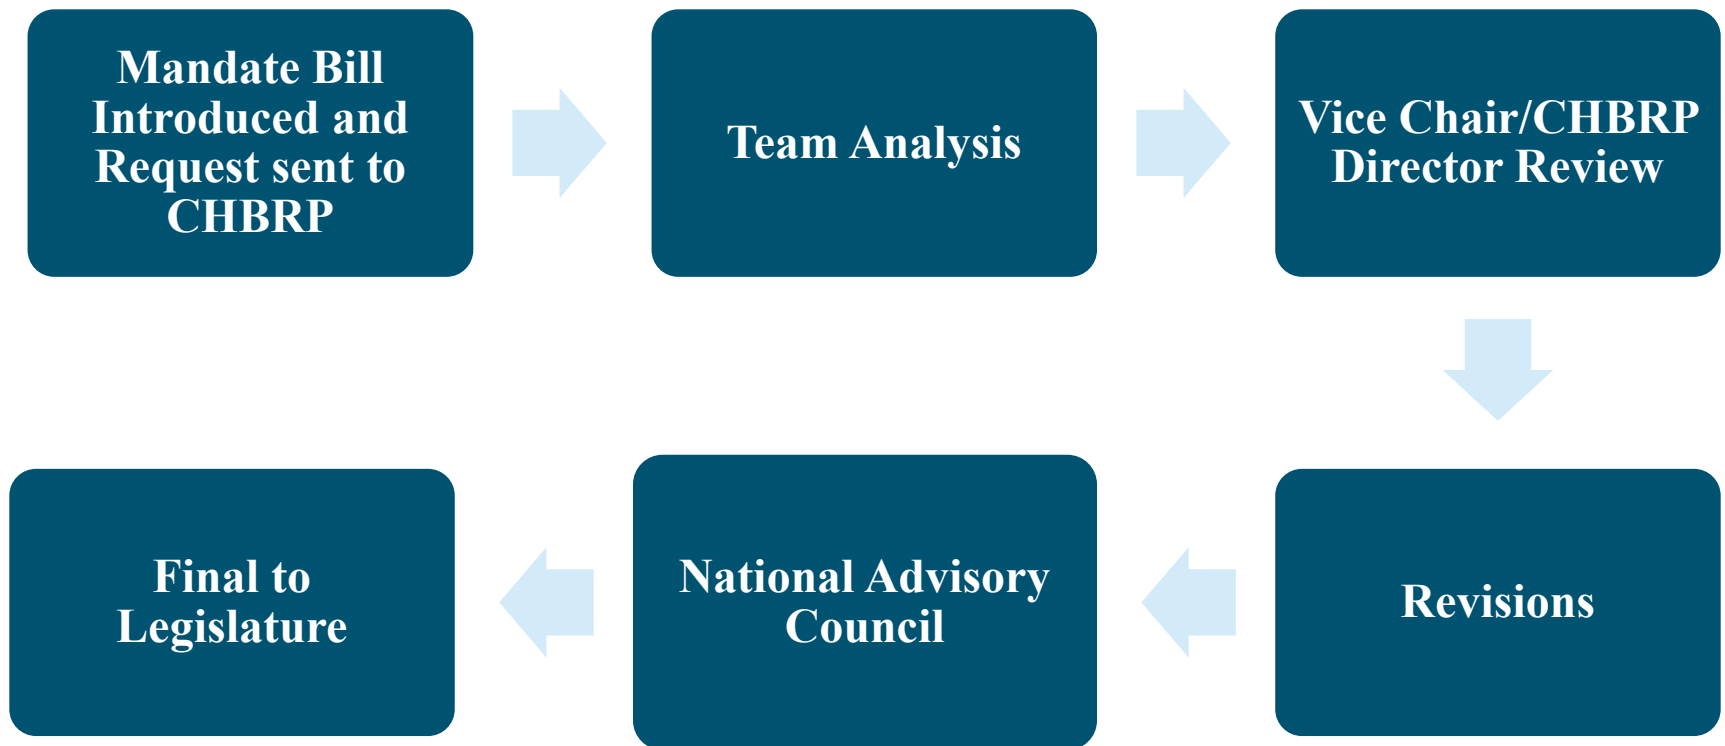 Mandate Bill
Introduced and
Request sent to
CHBRP
Team Analysis
Vice Chair/CHBRP
Director Review
Revisions
National Advisory
Council
Final to
Legislature